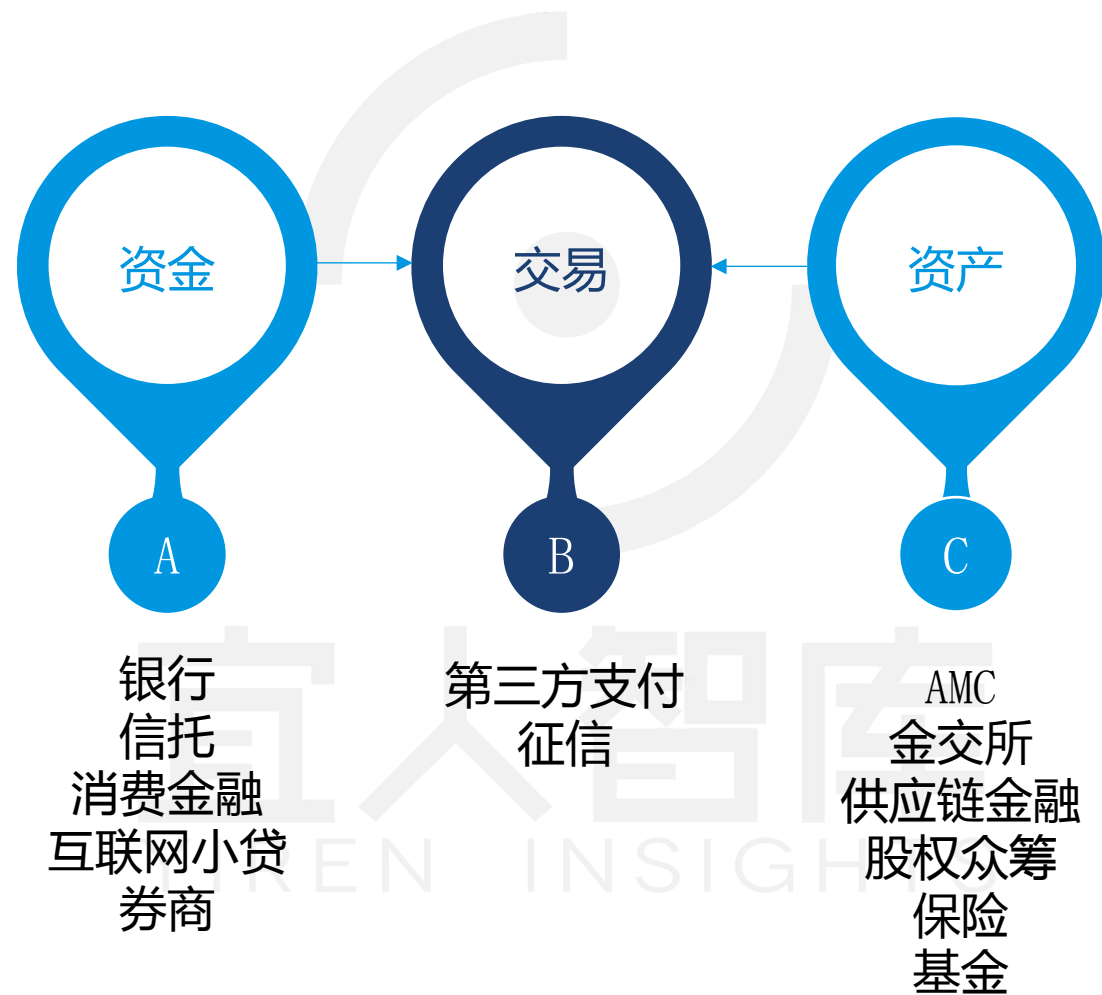 资金
交易
资产
A
B
C
银行
信托
消费金融
互联网小贷
券商
第三方支付
征信
AMC
金交所
供应链金融
股权众筹
保险
基金
宜人智库
YIREN INSIGHTS